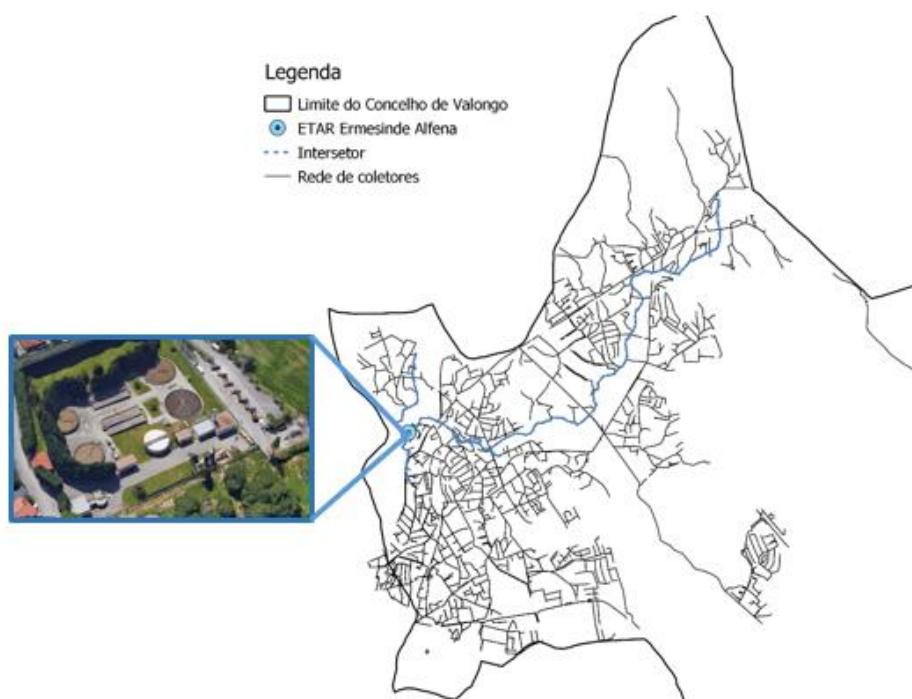 Legenda
Limite do Concelho de Valongo
ETAR Ermesinde Alfena
Intersetor
Rede de coletores